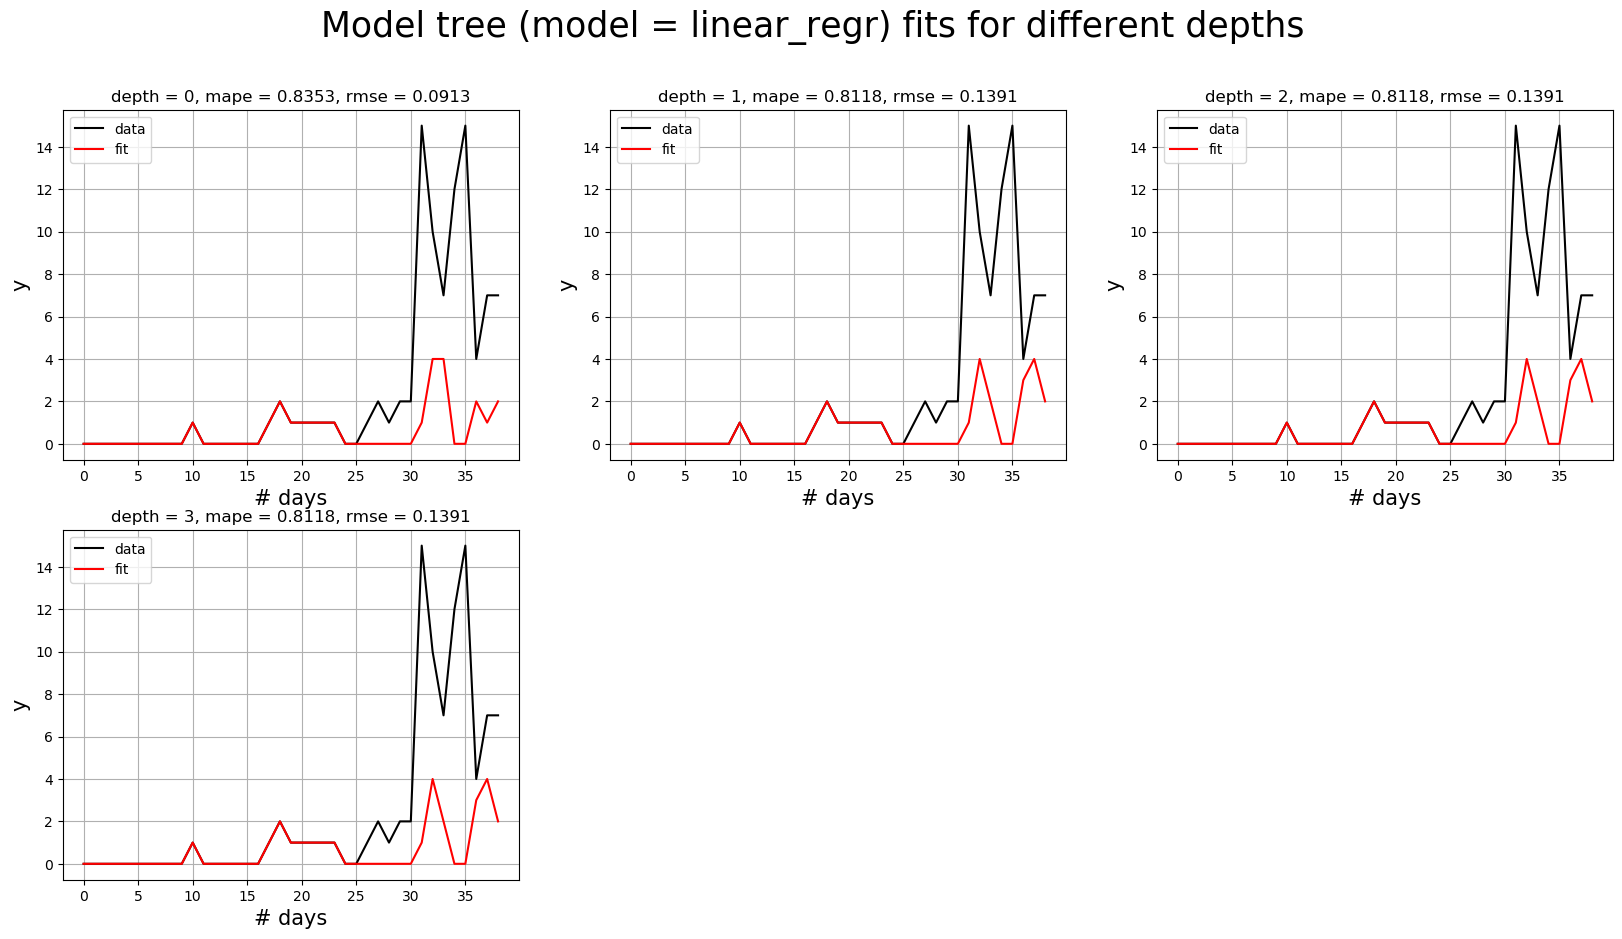 Model tree (model = linear_regr) fits for different depths
depth = 0, mape = 0.8353, rmse = 0.0913
data
fit
14
12
10
8
6
4
2
0
y
0 5 10 15 20 25 30 35
# days
depth = 1, mape = 0.8118, rmse = 0.1391
data
fit
14
12
10
8
6
4
2
0
y
0 5 10 15 20 25 30 35
# days
depth = 2, mape = 0.8118, rmse = 0.1391
data
fit
14
12
10
8
6
4
2
0
y
0 5 10 15 20 25 30 35
# days
depth = 3, mape = 0.8118, rmse = 0.1391
data
fit
14
12
10
8
6
4
2
0
y
0 5 10 15 20 25 30 35
# days